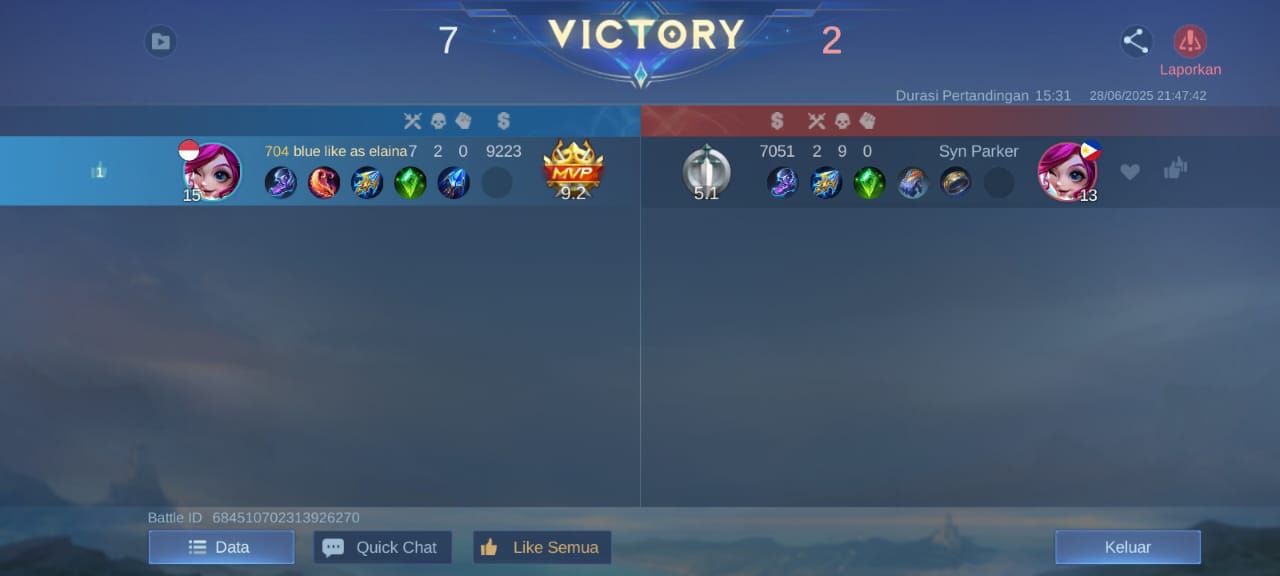 7 VICTORY 2
Laporkan
Durasi Pertandingan 15:31 28/06/2025 21:47:42
1 15 704 blue like as elaina 7 2 0 9223 MVP 9.2
5.1 7051 2 9 0 Syn Parker 13
Battle ID 684510702313926270
Data Quick Chat Like Semua Keluar